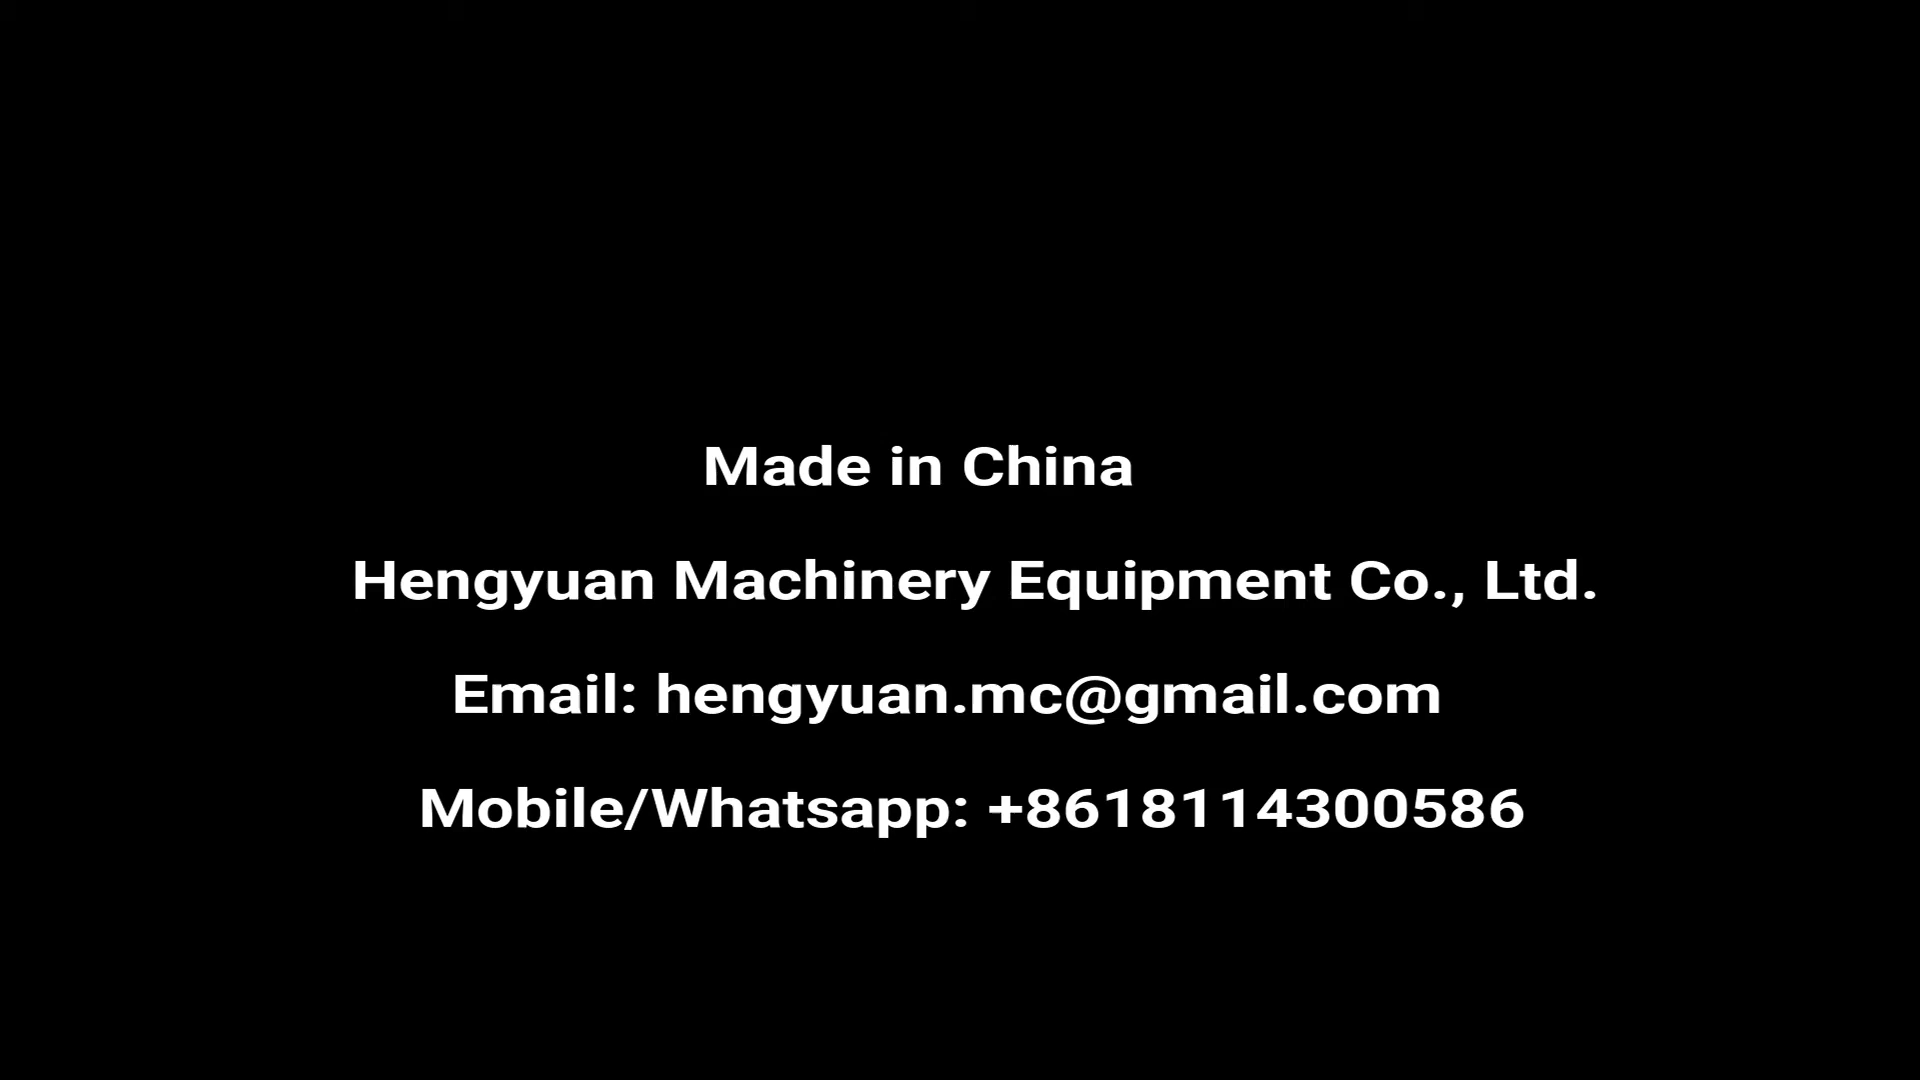 Made in China
Hengyuan Machinery Equipment Co., Ltd.
Email: hengyuan.mc@gmail.com
Mobile/Whatsapp: +8618114300586